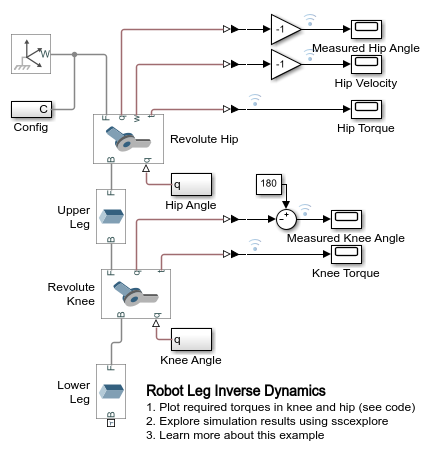 -1
Measured Hip Angle
W
-1
Hip Velocity
C
Config
F
q
w
t
Hip Torque
Revolute Hip
B
q
F
q
Hip Angle
180
Upper
Leg
B
-
+
Measured Knee Angle
F
q
t
Knee Torque
Revolute
Knee
B
q
q
Knee Angle
F
Lower
Leg
B
Robot Leg Inverse Dynamics
1. Plot required torques in knee and hip (see code)
2. Explore simulation results using sscexplore
3. Learn more about this example